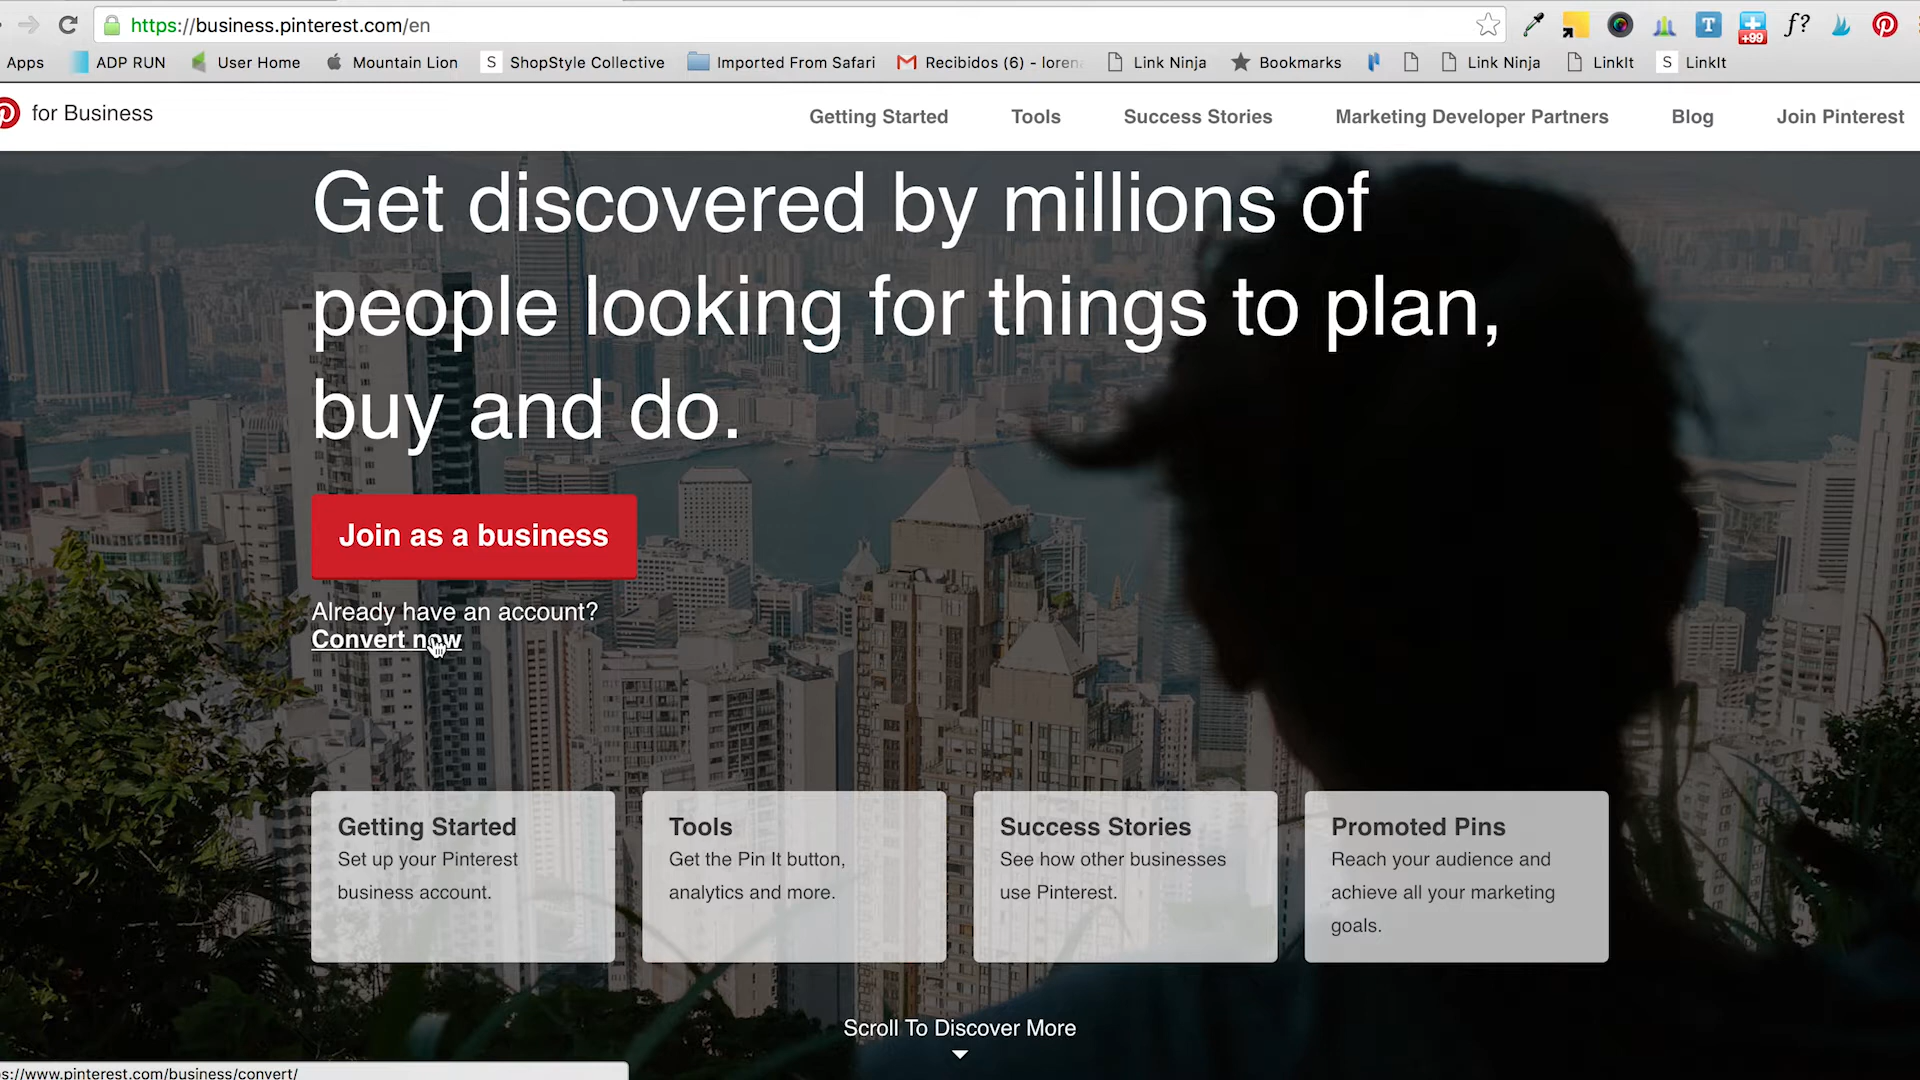 https://business.pinterest.com/en
+99
f?
Apps
ADP RUN
User Home
Mountain Lion
S ShopStyle Collective
Imported From Safari
Recibidos (6) - loren
Link Ninja
Bookmarks
Link Ninja
LinkIt
S LinkIt
for Business
Getting Started
Tools
Success Stories
Marketing Developer Partners
Blog
Join Pinterest
Get discovered by millions of
people looking for things to plan,
buy and do.
Join as a business
Already have an account?
Convert now
Getting Started
Set up your Pinterest
business account.
Tools
Get the Pin It button,
analytics and more.
Success Stories
See how other businesses
use Pinterest.
Promoted Pins
Reach your audience and
achieve all your marketing
goals.
Scroll To Discover More
s://www.pinterest.com/business/convert/